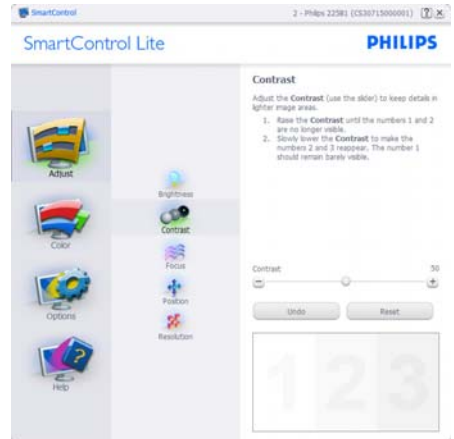 SmartControl
2 - Philips 225B1 (CS30715000001)
?
SmartControl Lite
PHILIPS
Adjust
Color
Options
Help
Brightness
Contrast
Focus
Position
Resolution
Contrast
Adjust the Contrast (use the slider) to keep details in
lighter image areas.
1. Raise the Contrast until the numbers 1 and 2
are no longer visible.
2. Slowly lower the Contrast to make the
numbers 2 and 3 reappear. The number 1
should remain barely visible.
Contrast 50
Undo Reset
1 2 3